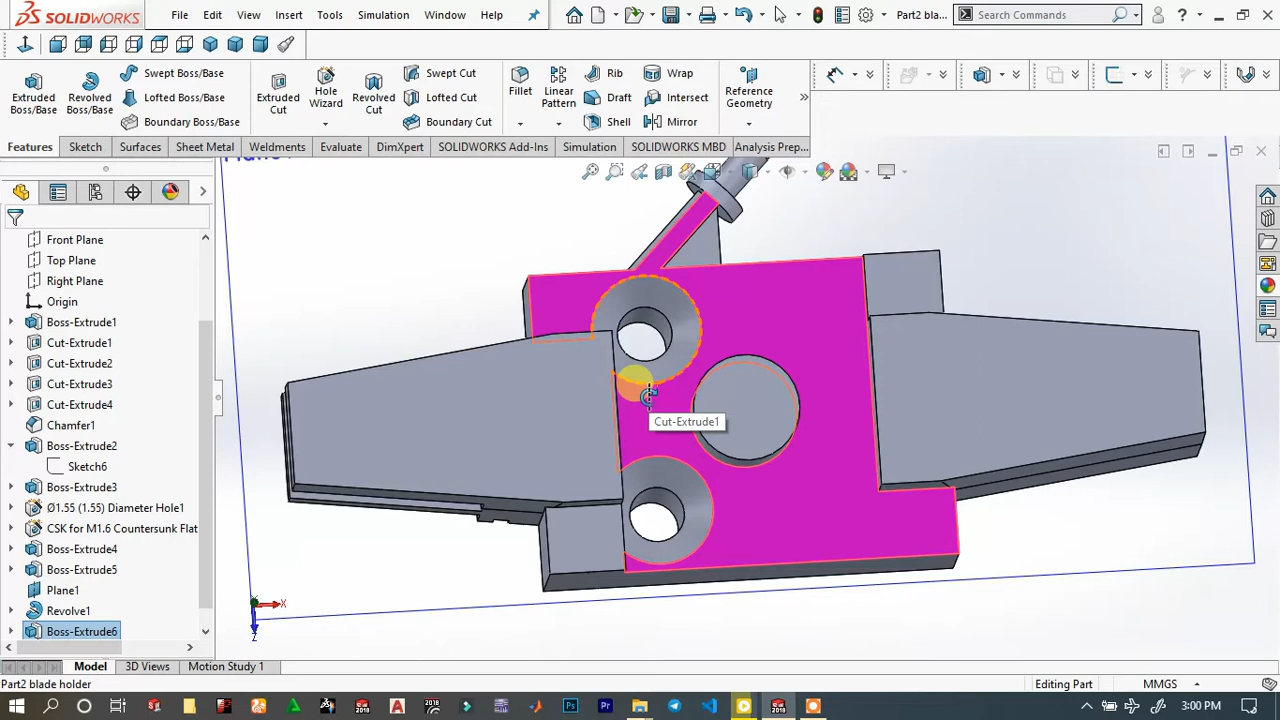 SOLIDWORKS File Edit View Insert Tools Simulation Window Help Part2 blade... Search Commands ?
Extruded Boss/Base Revolved Boss/Base Swept Boss/Base Lofted Boss/Base Boundary Boss/Base Extruded Cut Hole Wizard Revolved Cut Swept Cut Lofted Cut Boundary Cut Fillet Linear Pattern Rib Draft Shell Wrap Intersect Mirror Reference Geometry
Features Sketch Surfaces Sheet Metal Weldments Evaluate DimXpert SOLIDWORKS Add-Ins Simulation SOLIDWORKS MBD Analysis Prep...
Front Plane
Top Plane
Right Plane
Origin
Boss-Extrude1
Cut-Extrude1
Cut-Extrude2
Cut-Extrude3
Cut-Extrude4
Chamfer1
Boss-Extrude2
Sketch6
Boss-Extrude3
Ø1.55 (1.55) Diameter Hole1
CSK for M1.6 Countersunk Flat
Boss-Extrude4
Boss-Extrude5
Plane1
Revolve1
Boss-Extrude6
Cut-Extrude1
X
Z
Model 3D Views Motion Study 1
Part2 blade holder Editing Part MMGS
3:00 PM